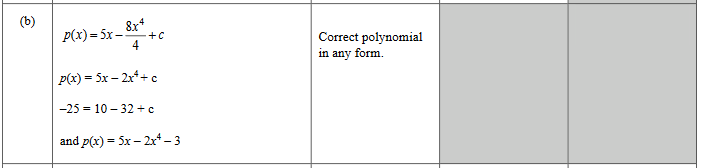 (b)
p(x) = 5x – 8x⁴/4 + c
p(x) = 5x – 2x⁴ + c
–25 = 10 – 32 + c
and p(x) = 5x – 2x⁴ – 3
Correct polynomial
in any form.